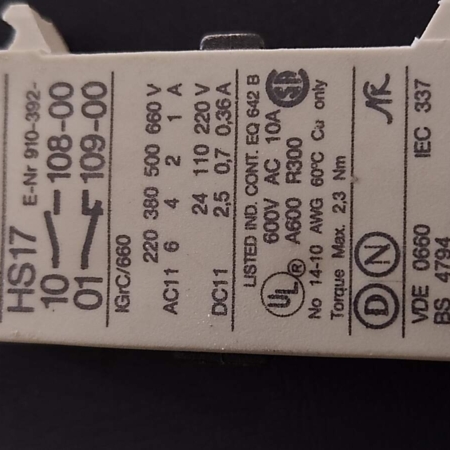 HS17 E-Nr 910-392-
10 108-00
01 109-00
IGrC/660
220 380 500 660 V
AC11 6 4 2 1 A
24 110 220 V
DC11 2,5 0,7 0,36A
LISTED IND. CONT. EQ 642 B
600V AC 10A
UL® A600 R300 SA
No 14-10 AWG 60°C Cu only
Torque Max. 2,3 Nm
D N
VDE 0660 IEC 337
BS 4794